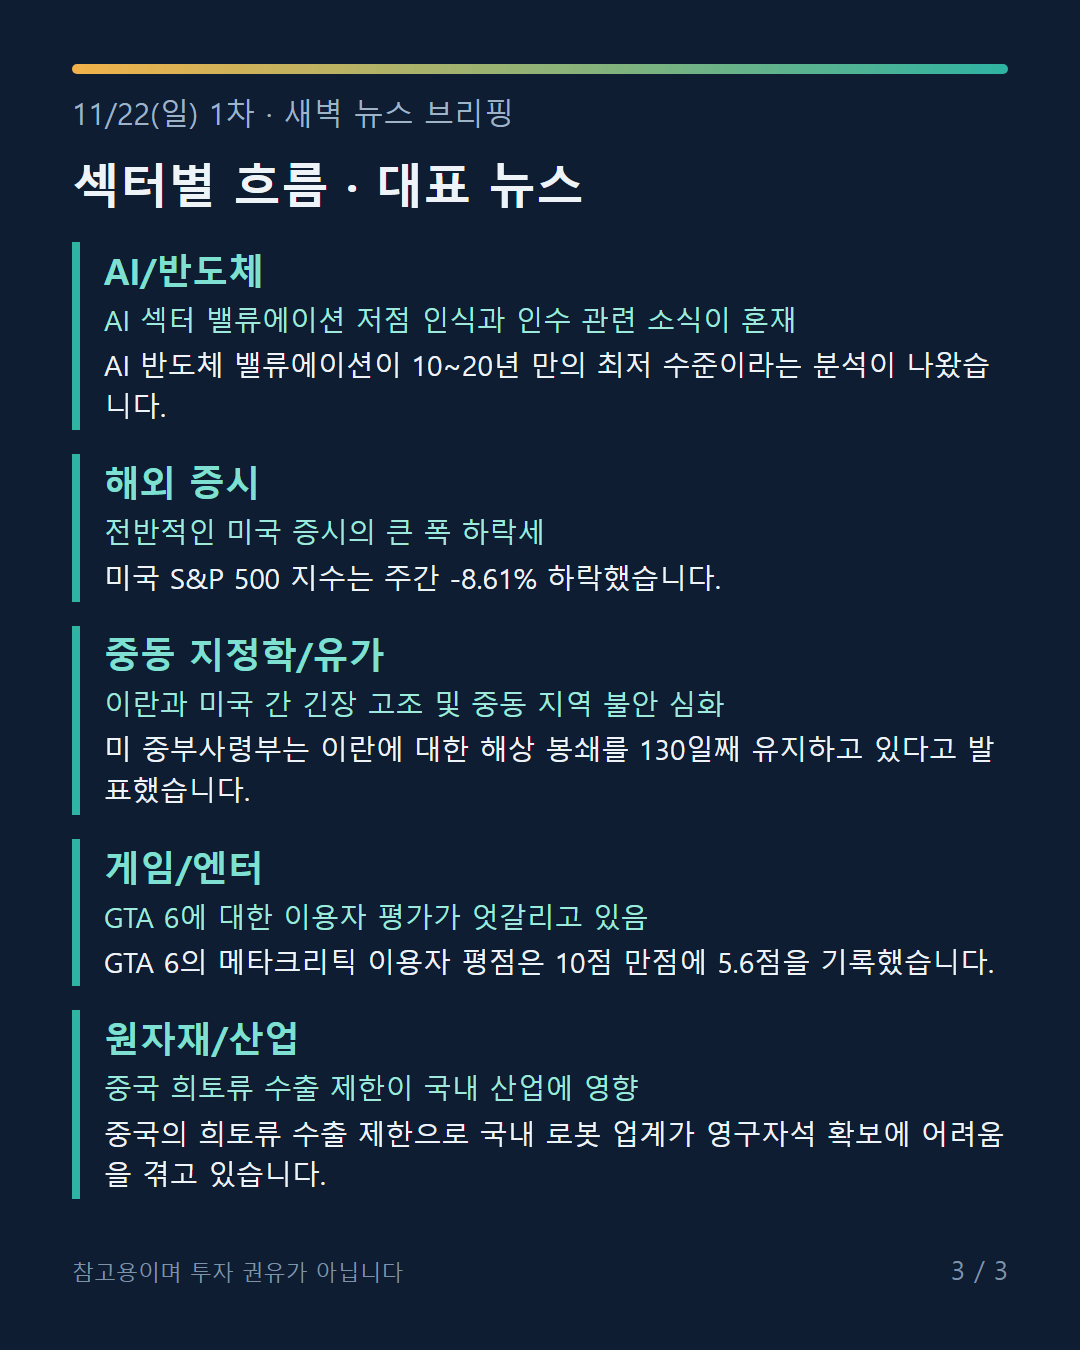 11/22(일) 1차 · 새벽 뉴스 브리핑
섹터별 흐름 · 대표 뉴스
AI/반도체
AI 섹터 밸류에이션 저점 인식과 인수 관련 소식이 혼재
AI 반도체 밸류에이션이 10~20년 만의 최저 수준이라는 분석이 나왔습
니다.
해외 증시
전반적인 미국 증시의 큰 폭 하락세
미국 S&P 500 지수는 주간 -8.61% 하락했습니다.
중동 지정학/유가
이란과 미국 간 긴장 고조 및 중동 지역 불안 심화
미 중부사령부는 이란에 대한 해상 봉쇄를 130일째 유지하고 있다고 발
표했습니다.
게임/엔터
GTA 6에 대한 이용자 평가가 엇갈리고 있음
GTA 6의 메타크리틱 이용자 평점은 10점 만점에 5.6점을 기록했습니다.
원자재/산업
중국 희토류 수출 제한이 국내 산업에 영향
중국의 희토류 수출 제한으로 국내 로봇 업계가 영구자석 확보에 어려움
을 겪고 있습니다.
참고용이며 투자 권유가 아닙니다
3 / 3